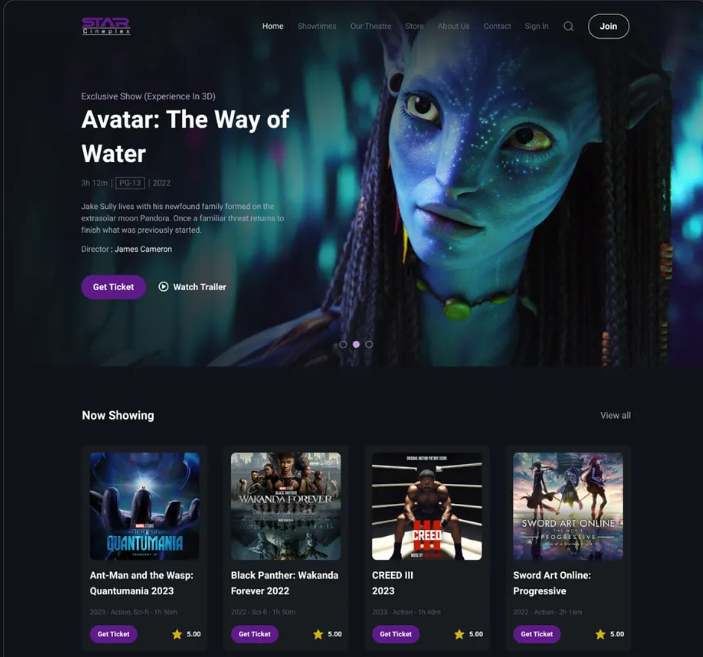 STAR
Cineplex
Home Showtimes Our Theatre Store About Us Contact Sign In Join
Exclusive Show (Experience In 3D)
Avatar: The Way of
Water
3h 12m | PG-13 | 2022
Jake Sully lives with his newfound family formed on the
extrasolar moon Pandora. Once a familiar threat returns to
finish what was previously started.
Director : James Cameron
Get Ticket Watch Trailer
Now Showing View all
QUANTUMANIA
BLACK PANTHER
WAKANDA FOREVER
CREED
III
SWORD ART ONLINE
THE MOVIE
PROGRESSIVE
Ant-Man and the Wasp:
Quantumania 2023
2023 - Action, Sci-fi - 1h 56m
Get Ticket 5.00
Black Panther: Wakanda
Forever 2022
2022 - Sci-fi - 1h 50m
Get Ticket 5.00
CREED III
2023
2023 - Action - 1h 40m
Get Ticket 5.00
Sword Art Online:
Progressive
2022 - Action - 2h 16m
Get Ticket 5.00